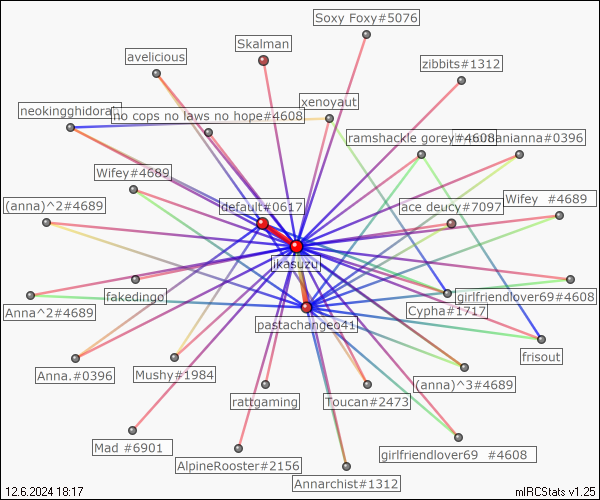 Soxy Foxy#5076
Skalman
avelicious
zibbits#1312
xenoyaut
neokingghidorah
no cops no laws no hope#4608
ramshackle gorey#4608
anianna#0396
Wifey#4689
Wifey #4689
(anna)^2#4689
default#0617
ace deucy#7097
ikasuzu
fakedingo
girlfriendlover69#4608
Anna^2#4689
Cypha#1717
pastachangeo41
frisout
Anna.#0396
Mushy#1984
(anna)^3#4689
rattgaming
Toucan#2473
Mad #6901
girlfriendlover69 #4608
AlpineRooster#2156
Annarchist#1312
12.6.2024 18:17
mIRCStats v1.25